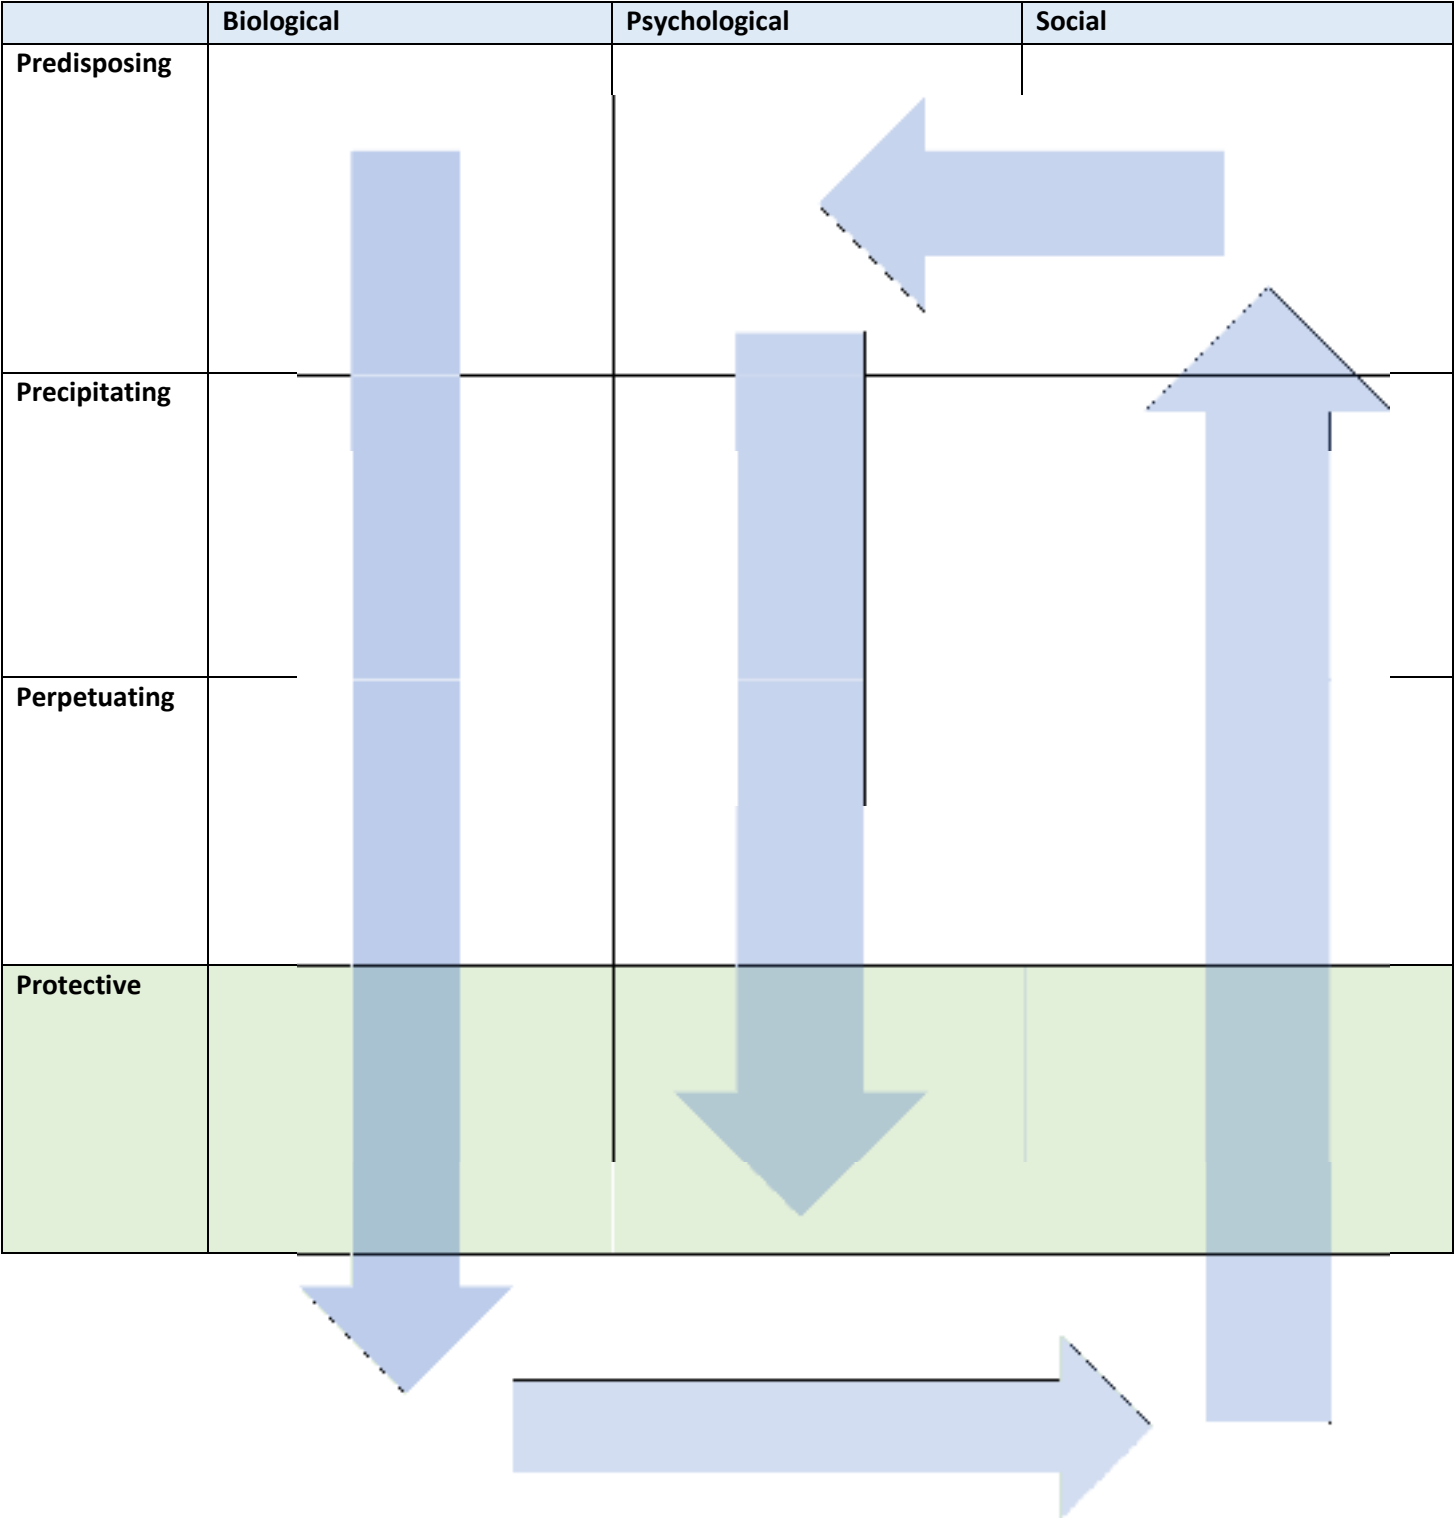 Biological Psychological Social
Predisposing
Precipitating
Perpetuating
Protective